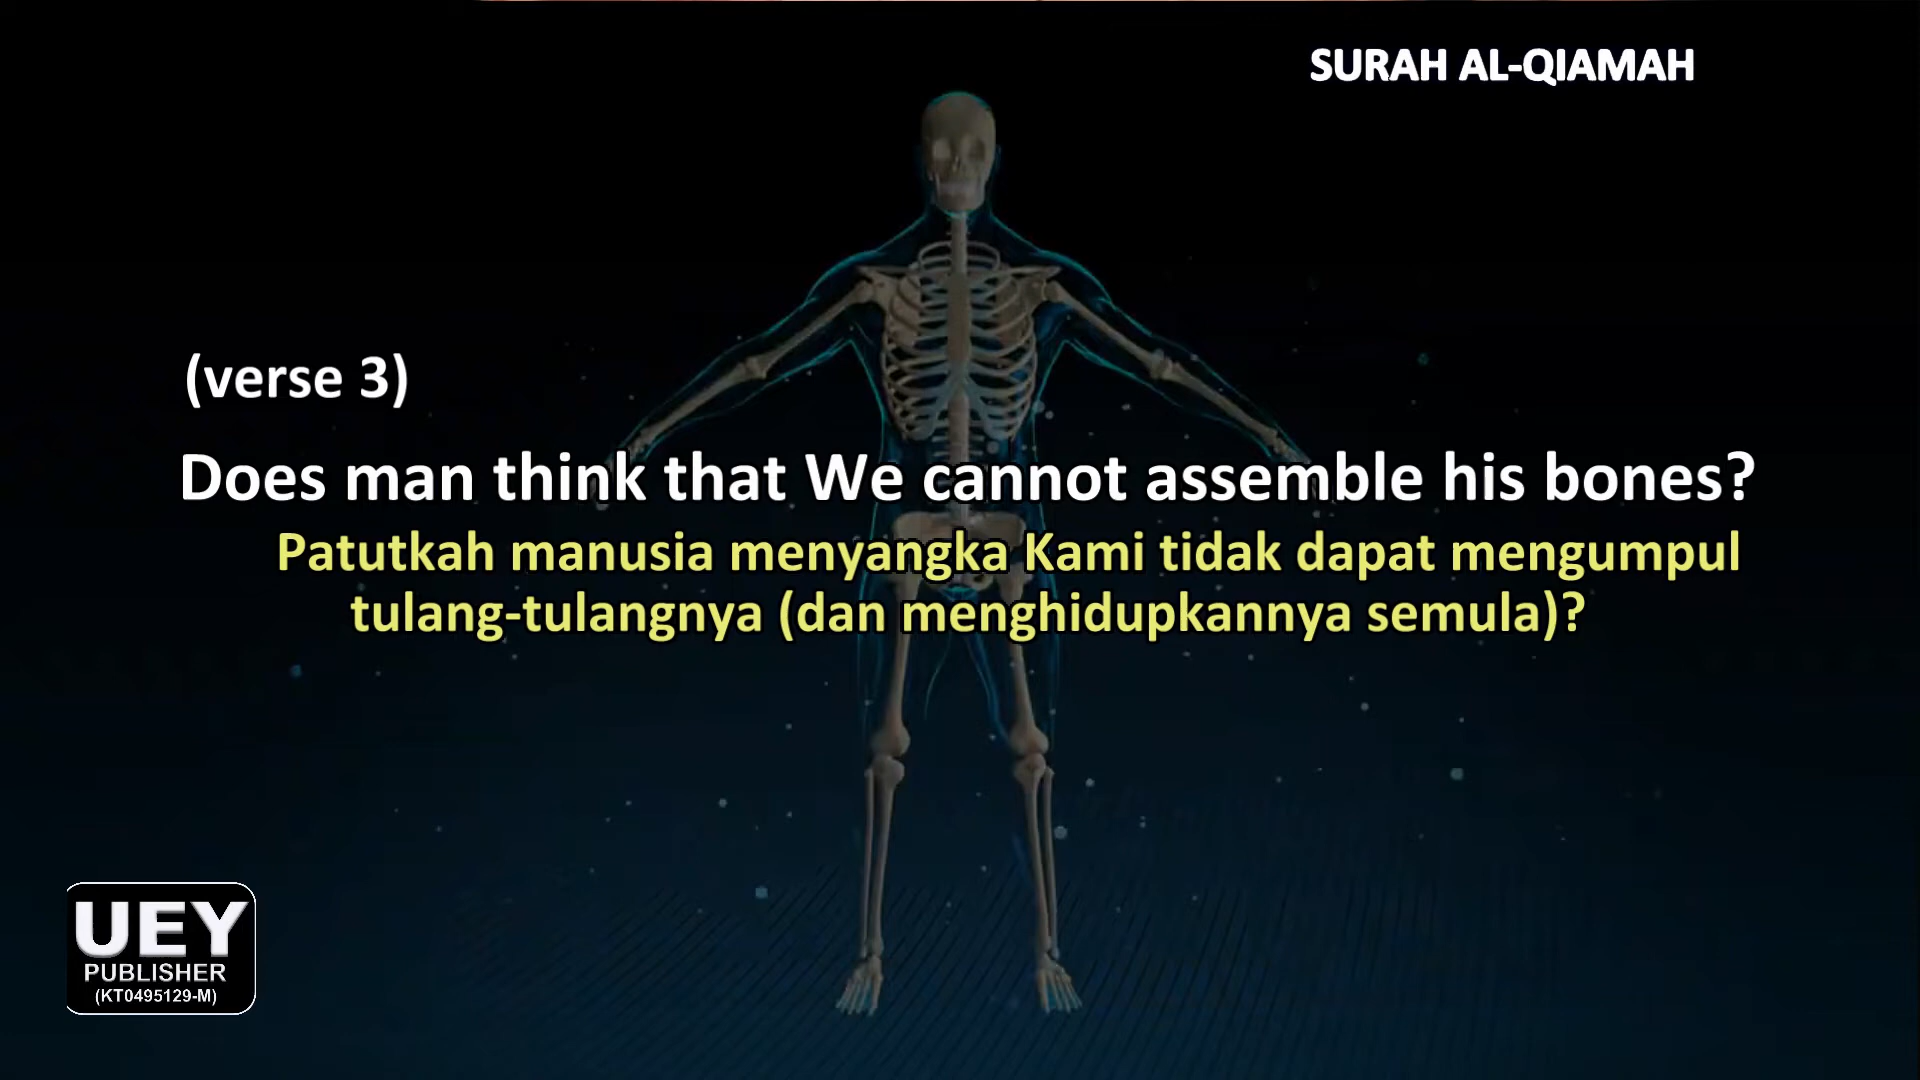 SURAH AL-QIAMAH
(verse 3)
Does man think that We cannot assemble his bones?
Patutkah manusia menyangka Kami tidak dapat mengumpul
tulang-tulangnya (dan menghidupkannya semula)?
UEY
PUBLISHER
(KT0495129-M)